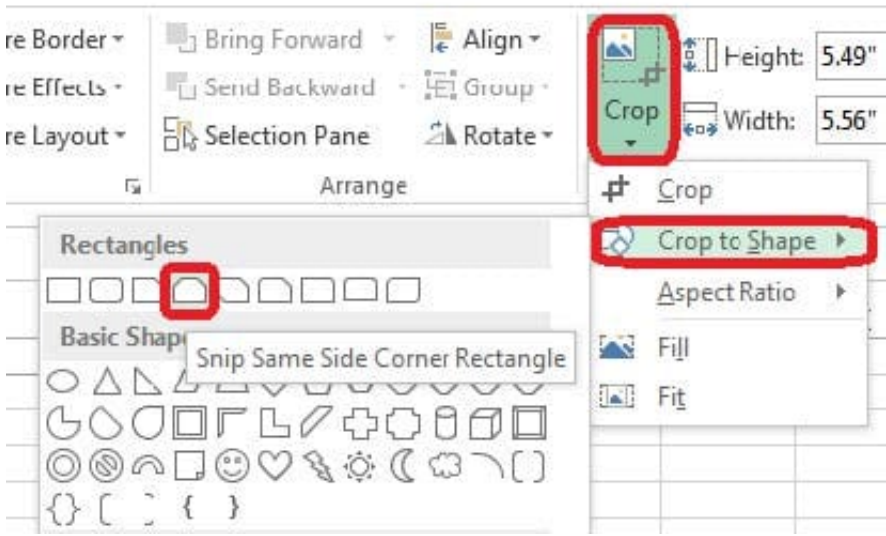 re Border
Bring Forward
Align
Crop
Height: 5.49"
re Effects
Send Backward
Group
Width: 5.56"
re Layout
Selection Pane
Rotate
Arrange
Crop
Crop to Shape
Aspect Ratio
Fill
Fit
Rectangles
Basic Shap
Snip Same Side Corner Rectangle